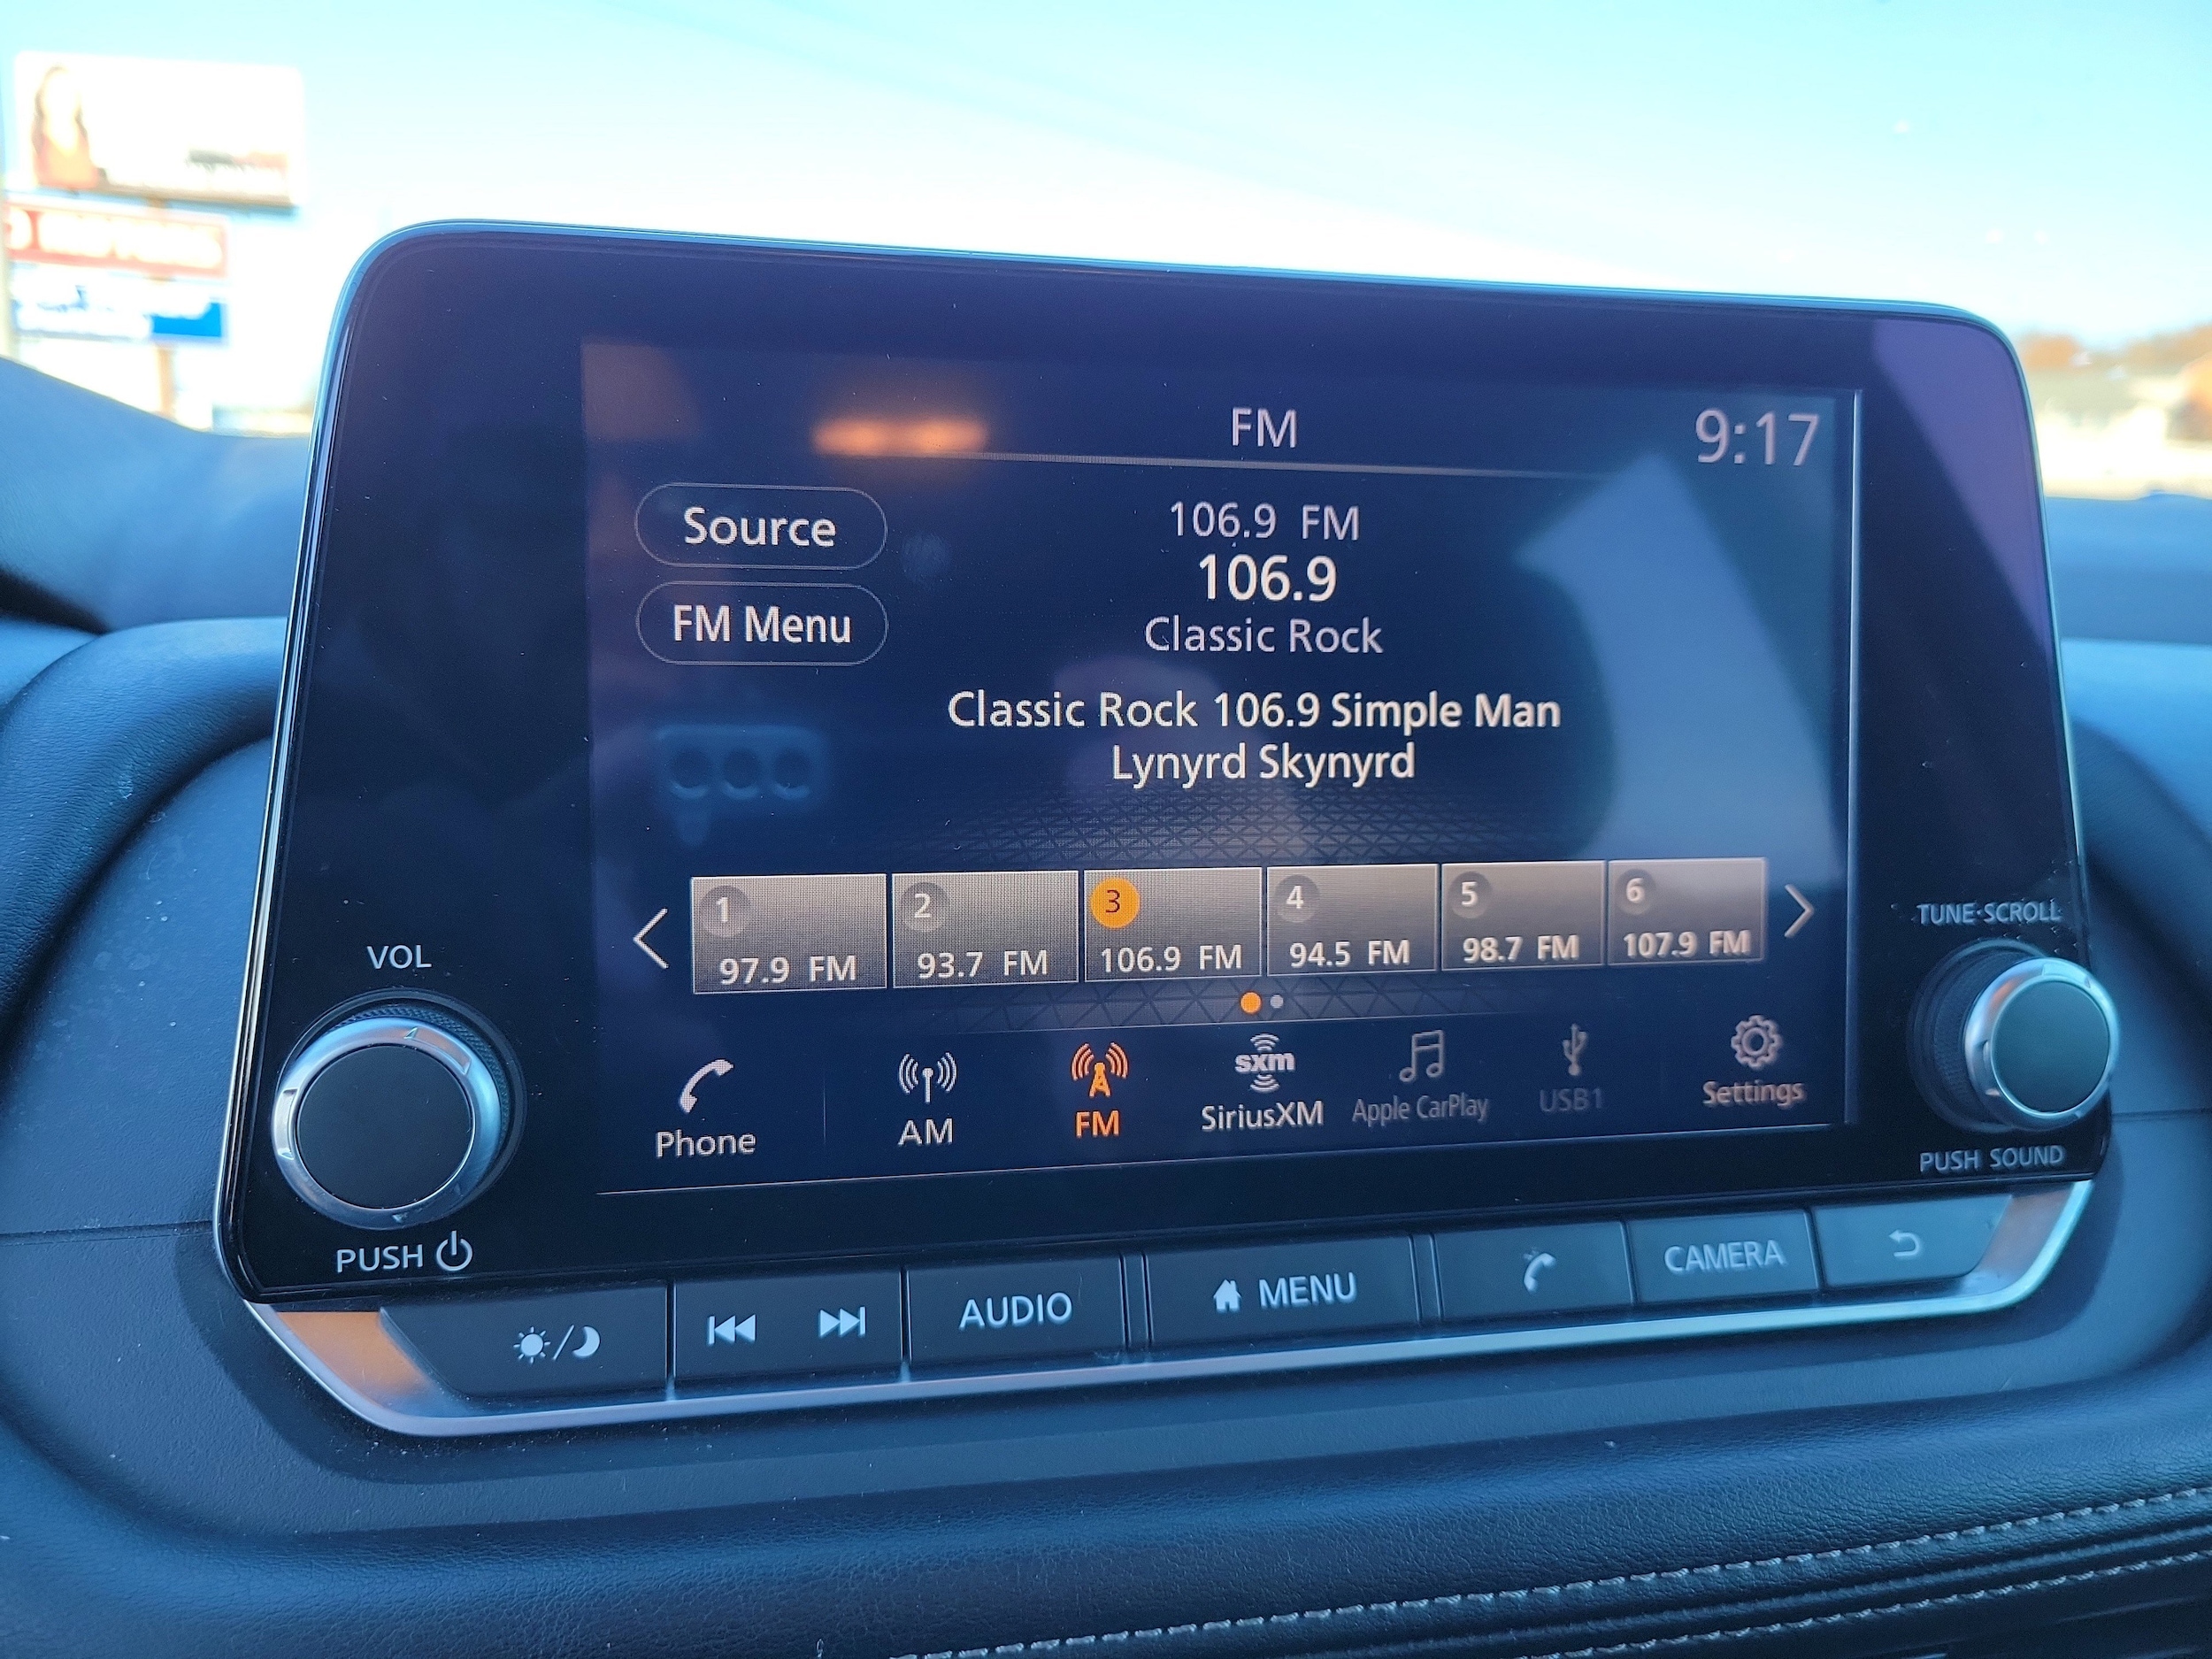 FM
9:17
Source
106.9 FM
106.9
FM Menu
Classic Rock
Classic Rock 106.9 Simple Man
Lynyrd Skynyrd
1
2
3
4
5
6
97.9 FM
93.7 FM
106.9 FM
94.5 FM
98.7 FM
107.9 FM
VOL
TUNE·SCROLL
Phone
AM
FM
sxm
SiriusXM
Apple CarPlay
USB1
Settings
PUSH
PUSH SOUND
AUDIO
MENU
CAMERA